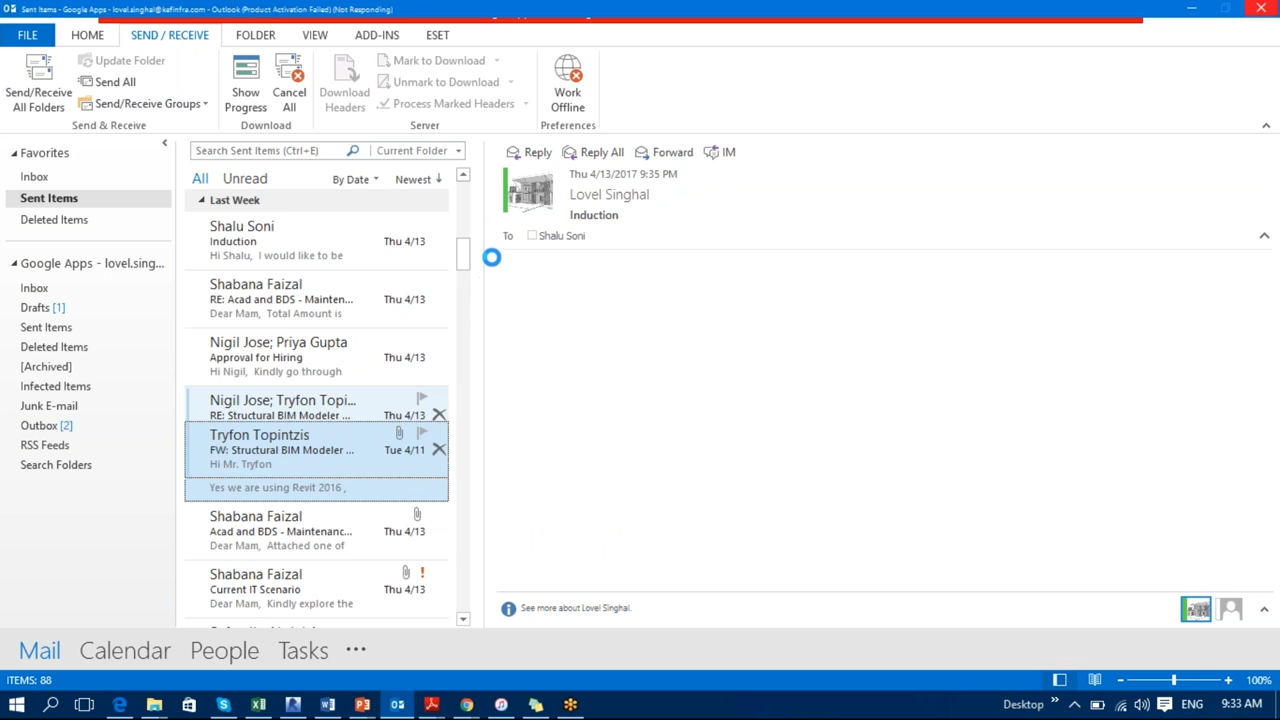 Sent Items - Google Apps - lovel.singhal@kefinfra.com - Outlook (Product Activation Failed) (Not Responding)
FILE HOME SEND / RECEIVE FOLDER VIEW ADD-INS ESET
Send/Receive All Folders
Update Folder
Send All
Send/Receive Groups
Send & Receive
Show Progress
Cancel All
Download
Download Headers
Mark to Download
Unmark to Download
Process Marked Headers
Server
Work Offline
Preferences
Favorites
Inbox
Sent Items
Deleted Items
Google Apps - lovel.sing...
Inbox
Drafts [1]
Sent Items
Deleted Items
[Archived]
Infected Items
Junk E-mail
Outbox [2]
RSS Feeds
Search Folders
Search Sent Items (Ctrl+E) Current Folder
All Unread By Date Newest
Last Week
Shalu Soni
Induction Thu 4/13
Hi Shalu, I would like to be
Shabana Faizal
RE: Acad and BDS - Mainten... Thu 4/13
Dear Mam, Total Amount is
Nigil Jose; Priya Gupta
Approval for Hiring Thu 4/13
Hi Nigil, Kindly go through
Nigil Jose; Tryfon Topi...
RE: Structural BIM Modeler ... Thu 4/13
Tryfon Topintzis
FW: Structural BIM Modeler ... Tue 4/11
Hi Mr. Tryfon
Yes we are using Revit 2016 ,
Shabana Faizal
Acad and BDS - Maintenanc... Thu 4/13
Dear Mam, Attached one of
Shabana Faizal
Current IT Scenario Thu 4/13
Dear Mam, Kindly explore the
Reply Reply All Forward IM
Thu 4/13/2017 9:35 PM
Lovel Singhal
Induction
To Shalu Soni
See more about Lovel Singhal.
Mail Calendar People Tasks ...
ITEMS: 88 100%
Desktop ENG 9:33 AM